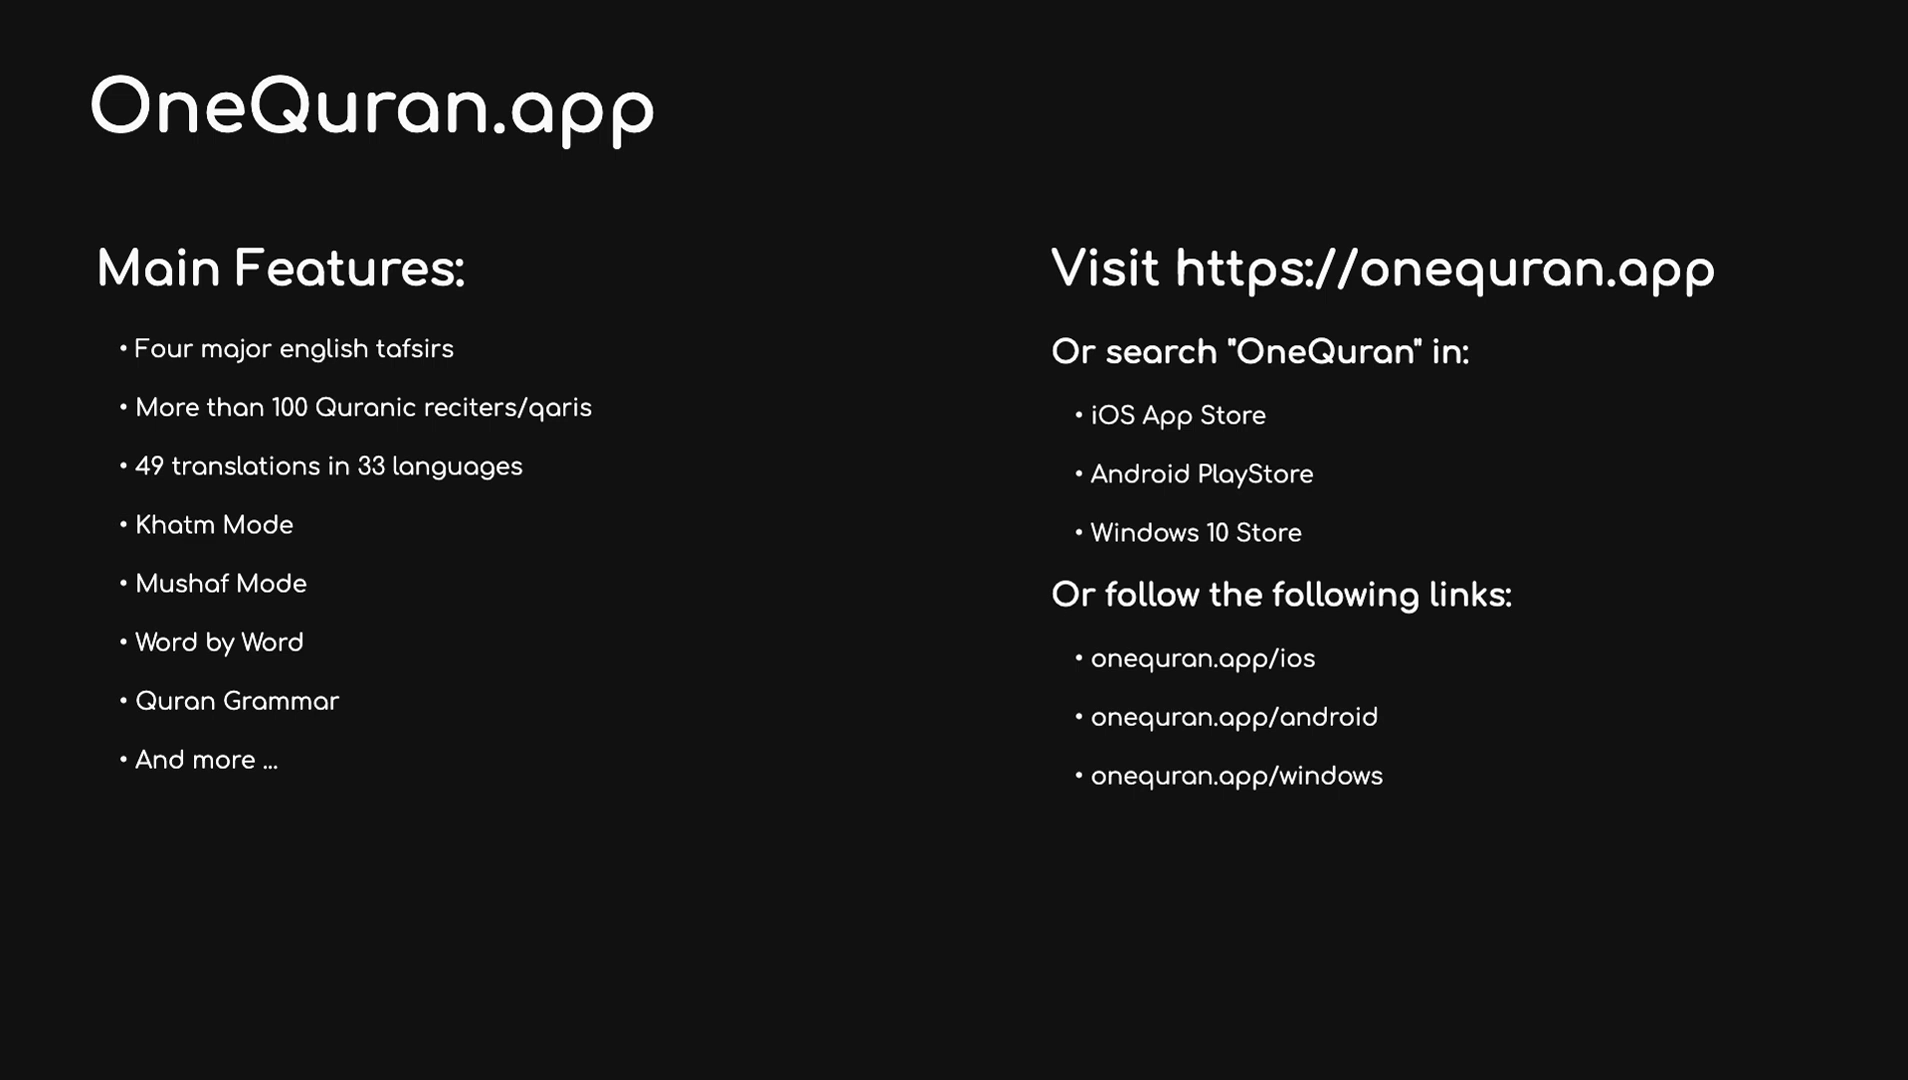 OneQuran.app
Main Features:
• Four major english tafsirs
• More than 100 Quranic reciters/qaris
• 49 translations in 33 languages
• Khatm Mode
• Mushaf Mode
• Word by Word
• Quran Grammar
• And more ...
Visit https://onequran.app
Or search "OneQuran" in:
• iOS App Store
• Android PlayStore
• Windows 10 Store
Or follow the following links:
• onequran.app/ios
• onequran.app/android
• onequran.app/windows